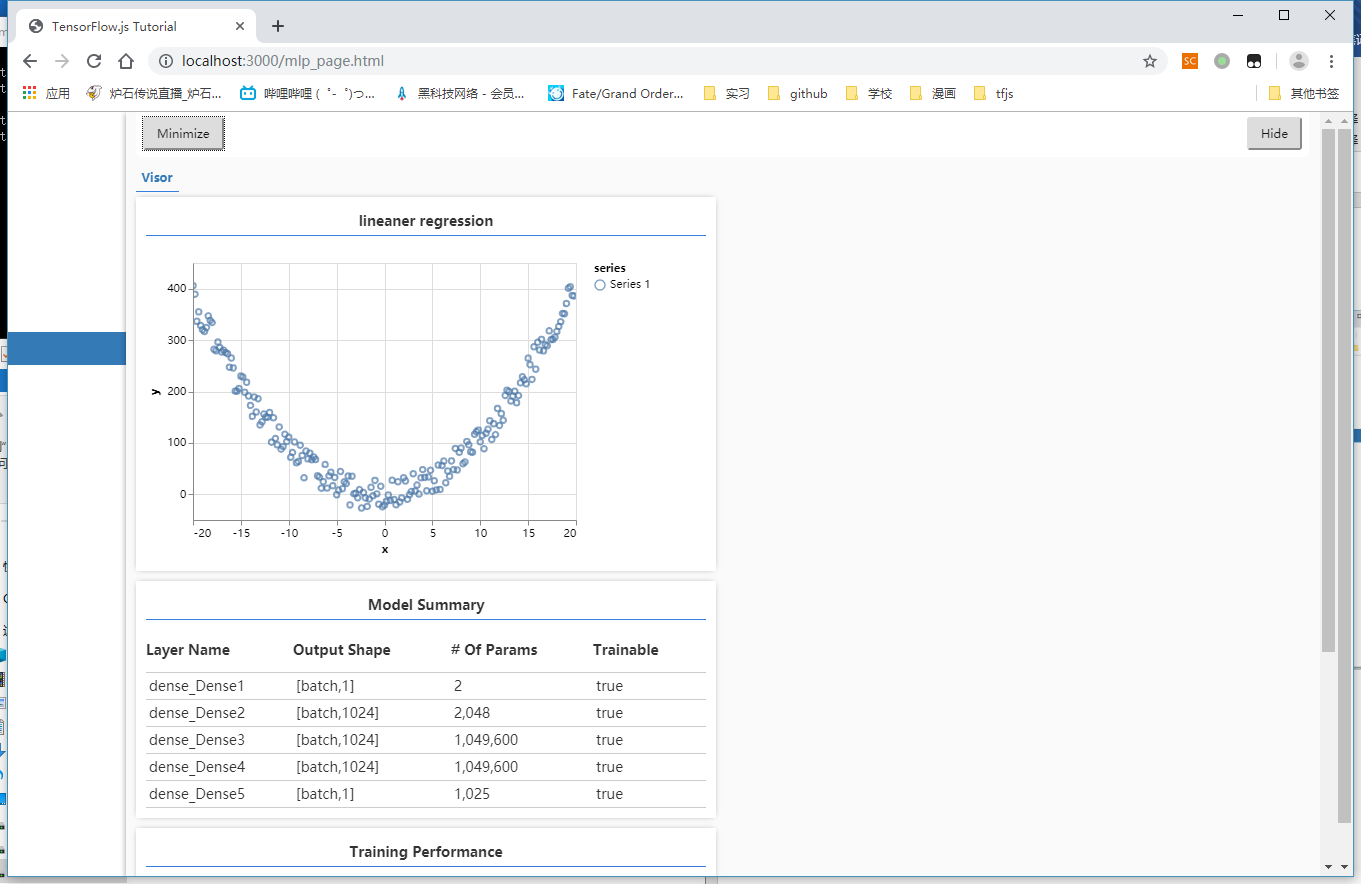 TensorFlow.js Tutorial
localhost:3000/mlp_page.html
SC
应用 炉石传说直播_炉石... 哔哩哔哩 ( ゜- ゜)つ... 黑科技网络 - 会员... Fate/Grand Order... 实习 github 学校 漫画 tfjs 其他书签
Minimize Hide
Visor
lineaner regression
series
Series 1
400
300
200
100
0
y
-20 -15 -10 -5 0 5 10 15 20
x
Model Summary
Layer Name Output Shape # Of Params Trainable
dense_Dense1 [batch,1] 2 true
dense_Dense2 [batch,1024] 2,048 true
dense_Dense3 [batch,1024] 1,049,600 true
dense_Dense4 [batch,1024] 1,049,600 true
dense_Dense5 [batch,1] 1,025 true
Training Performance